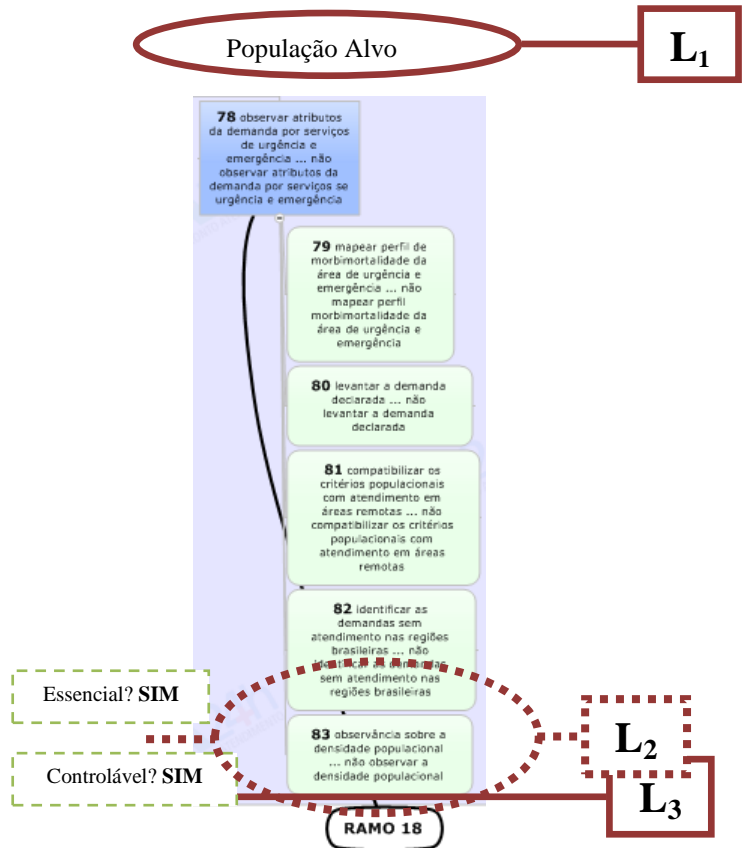 População Alvo
L1
78 observar atributos
da demanda por serviços
de urgência e
emergência ... não
observar atributos da
demanda por serviços se
urgência e emergência
79 mapear perfil de
morbimortalidade da
área de urgência e
emergência ... não
mapear perfil
morbimortalidade da
área de urgência e
emergência
80 levantar a demanda
declarada ... não
levantar a demanda
declarada
81 compatibilizar os
critérios populacionais
com atendimento em
áreas remotas ... não
compatibilizar os critérios
populacionais com
atendimento em áreas
remotas
82 identificar as
demandas sem
atendimento nas regiões
brasileiras ... não
identificar as demandas
sem atendimento nas
regiões brasileiras
Essencial? SIM
83 observância sobre a
densidade populacional
... não observar a
densidade populacional
L2
Controlável? SIM
L3
RAMO 18